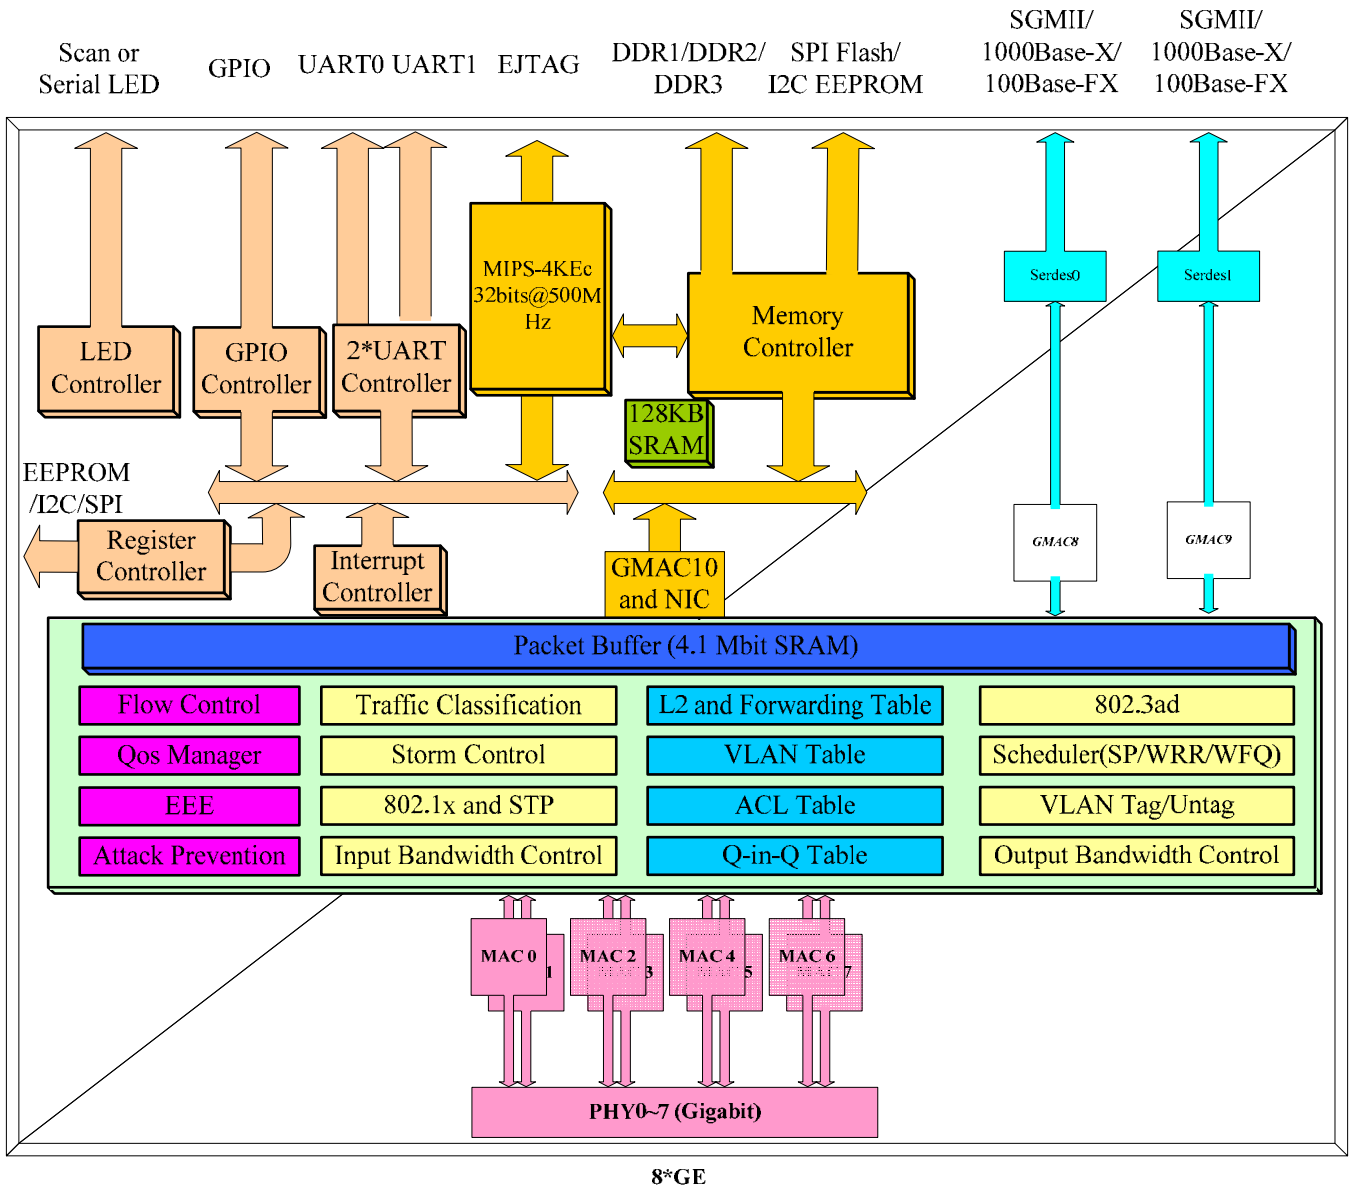 Scan or
Serial LED
GPIO
UART0 UART1
EJTAG
DDR1/DDR2/
DDR3
SPI Flash/
I2C EEPROM
SGMII/
1000Base-X/
100Base-FX
SGMII/
1000Base-X/
100Base-FX
MIPS-4KEc
32bits@500M
Hz
Memory
Controller
Serdes0
Serdes1
LED
Controller
GPIO
Controller
2*UART
Controller
128KB
SRAM
EEPROM
/I2C/SPI
Register
Controller
Interrupt
Controller
GMAC10
and NIC
GMAC8
GMAC9
Packet Buffer (4.1 Mbit SRAM)
Flow Control
Traffic Classification
L2 and Forwarding Table
802.3ad
Qos Manager
Storm Control
VLAN Table
Scheduler(SP/WRR/WFQ)
EEE
802.1x and STP
ACL Table
VLAN Tag/Untag
Attack Prevention
Input Bandwidth Control
Q-in-Q Table
Output Bandwidth Control
MAC 0
1
MAC 2
3
MAC 4
5
MAC 6
7
PHY0~7 (Gigabit)
8*GE